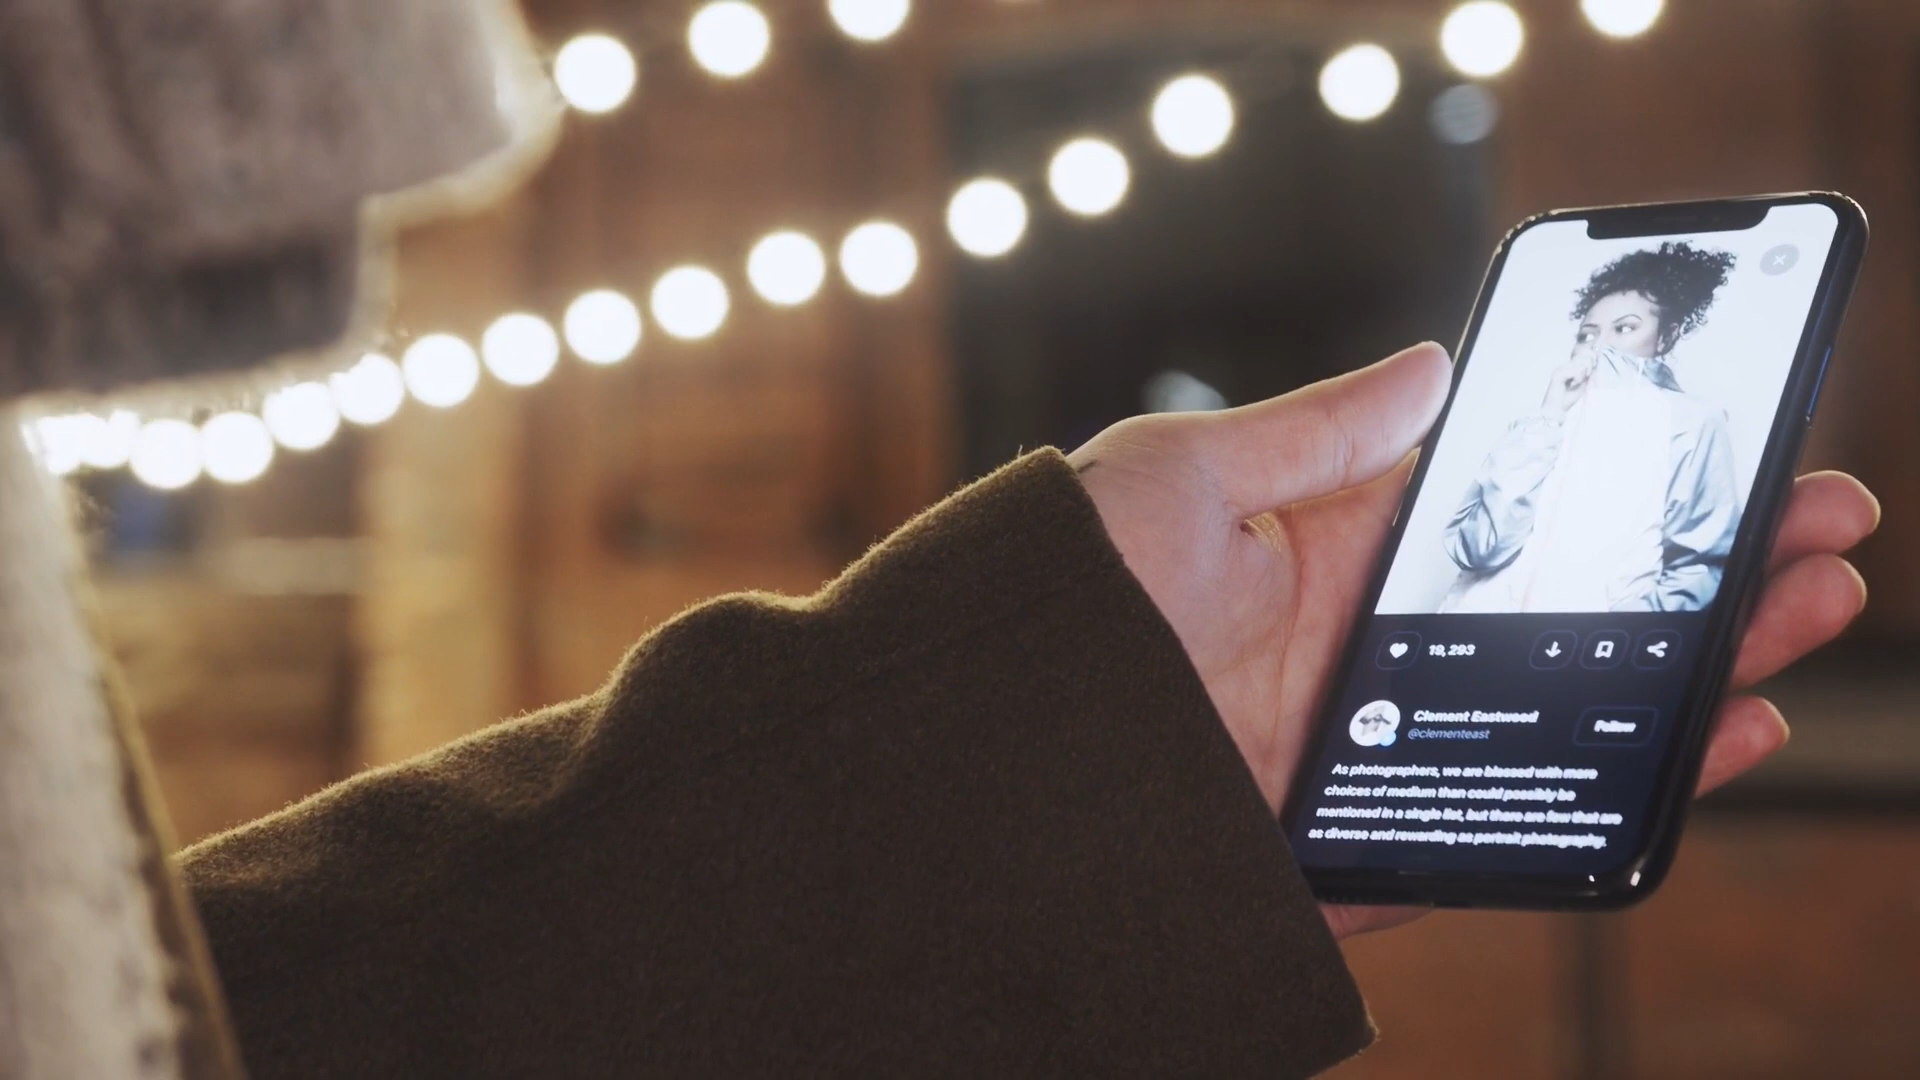 19,293
Clement Eastwood
@clementeast
Follow
As photographers, we are blessed with more
choices of medium than could possibly be
mentioned in a single list, but there are few that are
as diverse and rewarding as portrait photography.